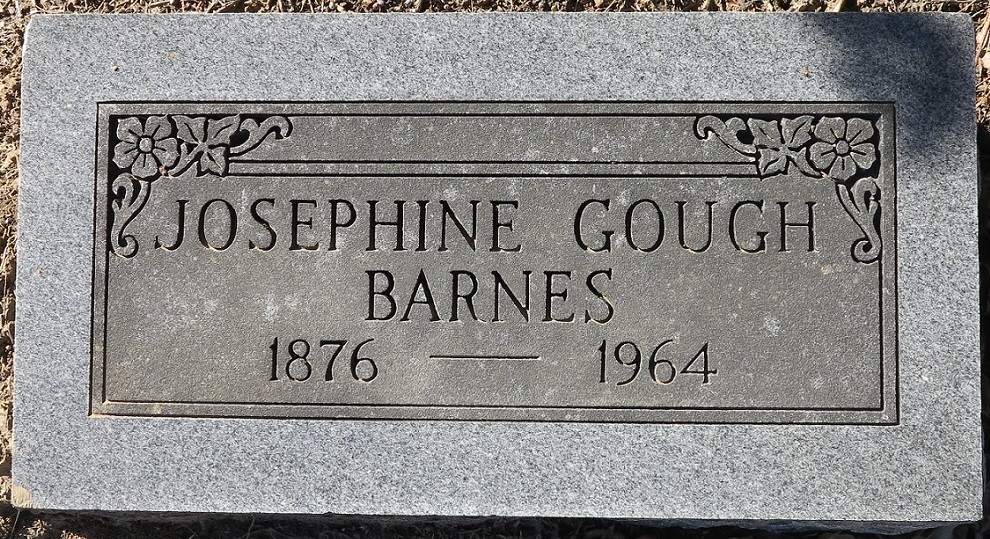 JOSEPHINE GOUGH
BARNES
1876 — 1964